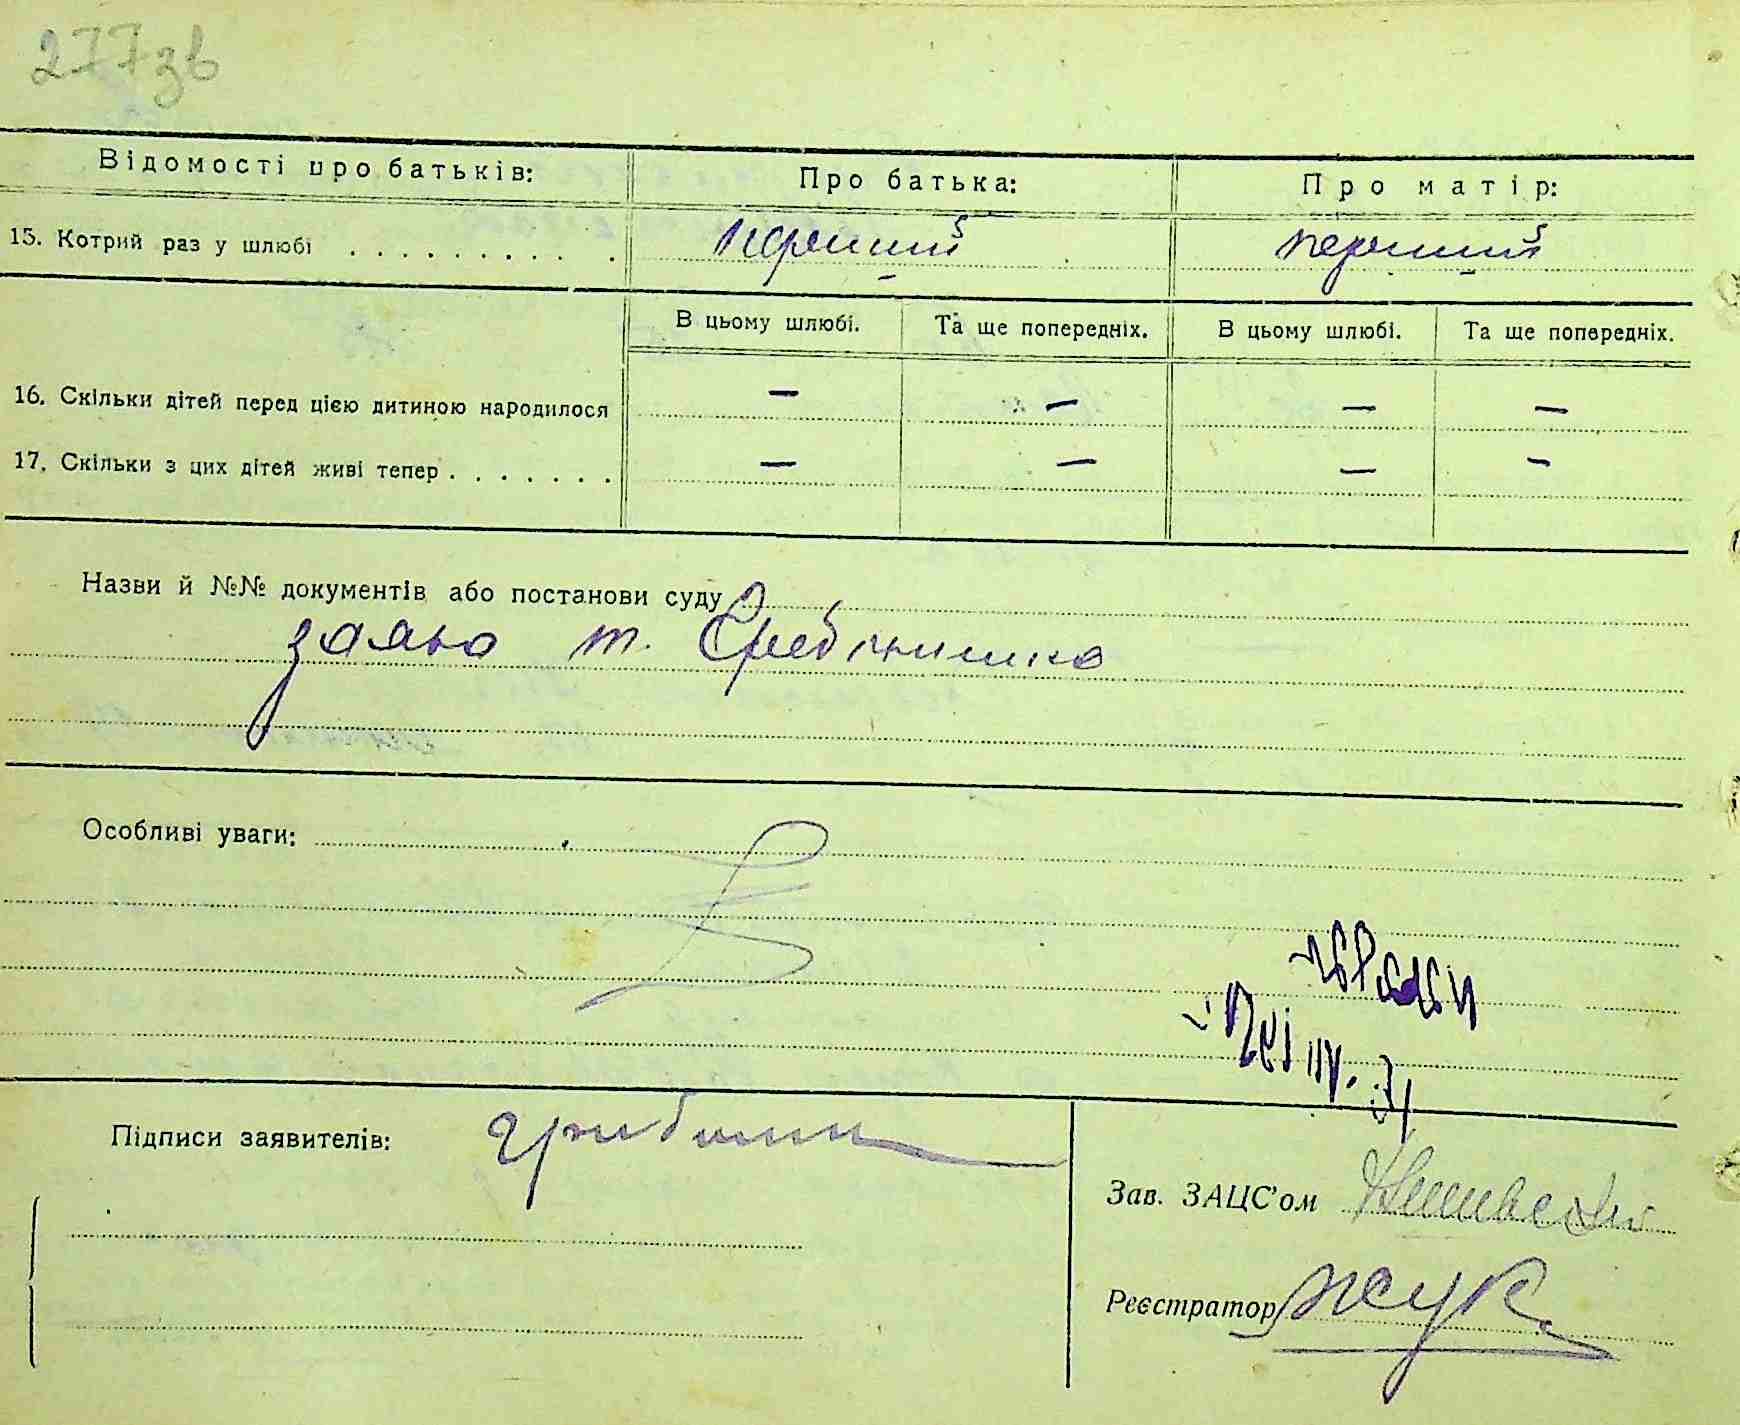 277зв
Відомості про батьків: Про батька: Про матір:
15. Котрий раз у шлюбі . . . . . . . . . . перший перший
В цьому шлюбі. Та ще попередніх. В цьому шлюбі. Та ще попередніх.
16. Скільки дітей перед цією дитиною народилося — — — —
17. Скільки з цих дітей живі тепер . . . . . . . — — — —
Назви й №№ документів або постанови суду
заява т.
Особливі уваги:
Підписи заявителів:
Зав. ЗАЦС'ом
Реєстратор Жук